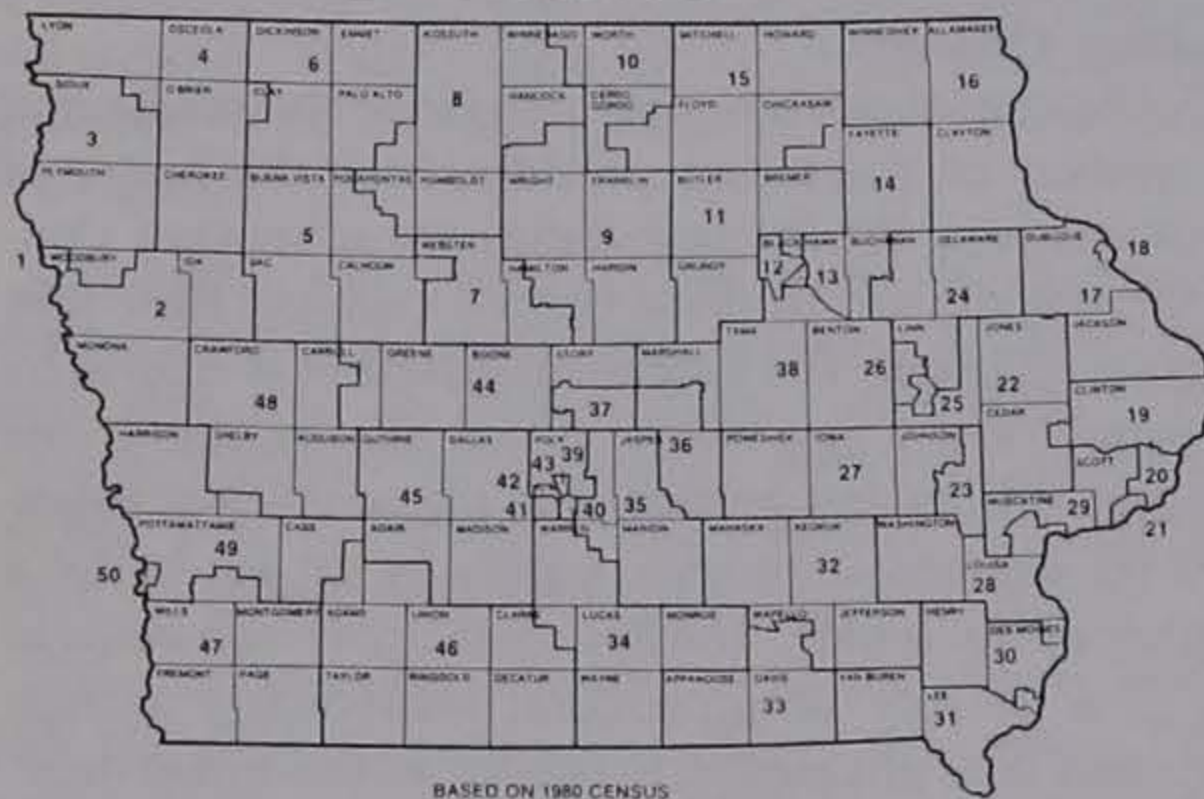 LYON OSCEOLA DICKINSON EMMET KOSSUTH WINNEBAGO WORTH MITCHELL HOWARD WINNESHIEK ALLAMAKEE
4 6 8 10 15 16
SIOUX O'BRIEN CLAY PALO ALTO HANCOCK CERRO GORDO FLOYD CHICKASAW
3
FAYETTE CLAYTON
PLYMOUTH CHEROKEE BUENA VISTA POCAHONTAS HUMBOLDT WRIGHT FRANKLIN BUTLER BREMER
5 9 11 14
1 WOODBURY IDA SAC CALHOUN WEBSTER HAMILTON HARDIN GRUNDY BLACK HAWK BUCHANAN DELAWARE DUBUQUE 18
2 7 12 13 24 17
MONONA CRAWFORD CARROLL GREENE BOONE STORY MARSHALL TAMA BENTON LINN JONES JACKSON
48 44 37 38 26 25 22
CEDAR CLINTON
19
HARRISON SHELBY AUDUBON GUTHRIE DALLAS POLK JASPER POWESHIEK IOWA JOHNSON SCOTT
45 42 43 39 41 40 35 36 27 23 20
MUSCATINE 29 21
POTTAWATTAMIE CASS ADAIR MADISON WARREN MARION MAHASKA KEOKUK WASHINGTON
50 49 32
LOUISA
28
MILLS MONTGOMERY ADAMS UNION CLARKE LUCAS MONROE WAPELLO JEFFERSON HENRY DES MOINES
47 46 34 30
FREMONT PAGE TAYLOR RINGGOLD DECATUR WAYNE APPANOOSE DAVIS VAN BUREN LEE
33 31
BASED ON 1980 CENSUS